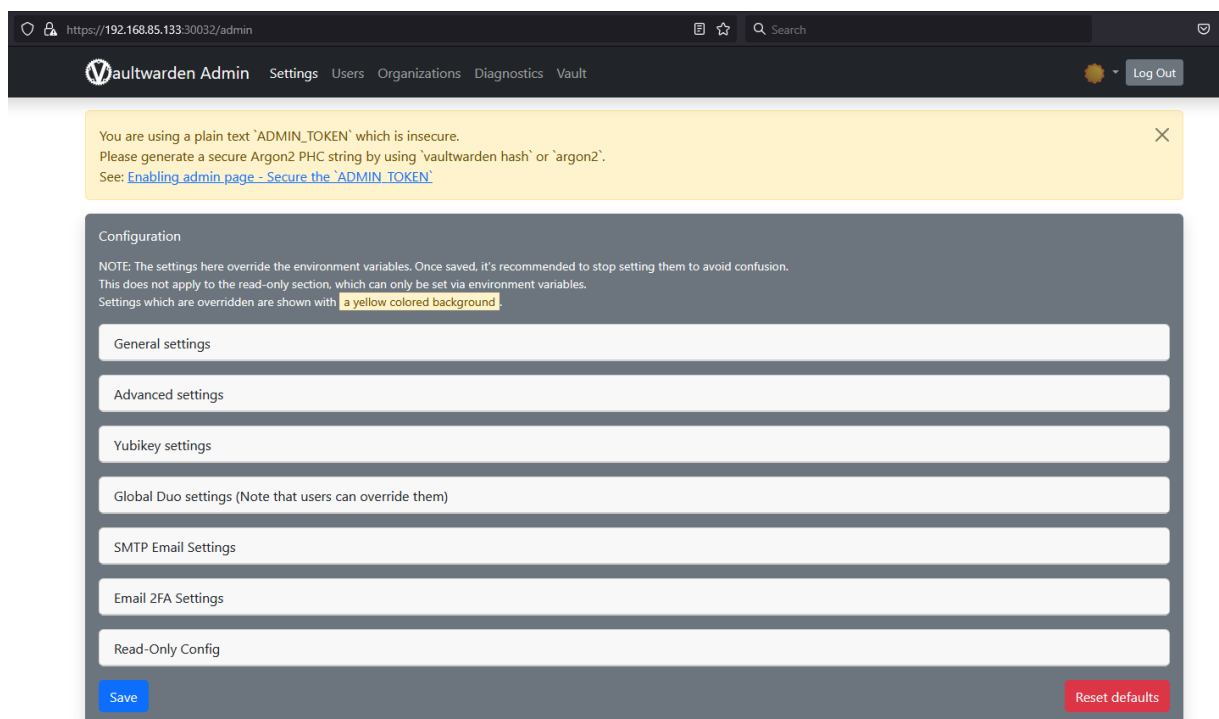 https://192.168.85.133:30032/admin
Search
Vaultwarden Admin Settings Users Organizations Diagnostics Vault
Log Out
You are using a plain text `ADMIN_TOKEN` which is insecure.
Please generate a secure Argon2 PHC string by using `vaultwarden hash` or `argon2`.
See: Enabling admin page - Secure the `ADMIN_TOKEN`
Configuration
NOTE: The settings here override the environment variables. Once saved, it's recommended to stop setting them to avoid confusion.
This does not apply to the read-only section, which can only be set via environment variables.
Settings which are overridden are shown with a yellow colored background.
General settings
Advanced settings
Yubikey settings
Global Duo settings (Note that users can override them)
SMTP Email Settings
Email 2FA Settings
Read-Only Config
Save
Reset defaults